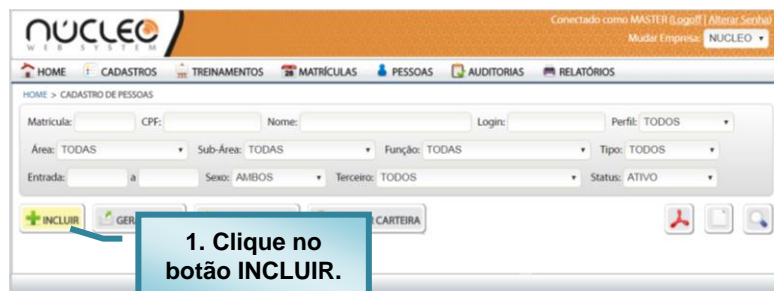 NÚCLEO
WEB SYSTEM
Conectado como MASTER (Logoff | Alterar Senha)
Mudar Empresa: NUCLEO
HOME CADASTROS TREINAMENTOS MATRÍCULAS PESSOAS AUDITORIAS RELATÓRIOS
HOME > CADASTRO DE PESSOAS
Matrícula: CPF: Nome: Login: Perfil: TODOS
Área: TODAS Sub-Área: TODAS Função: TODAS Tipo: TODOS
Entrada: a Sexo: AMBOS Terceiro: TODOS Status: ATIVO
INCLUIR CARTEIRA
1. Clique no
botão INCLUIR.